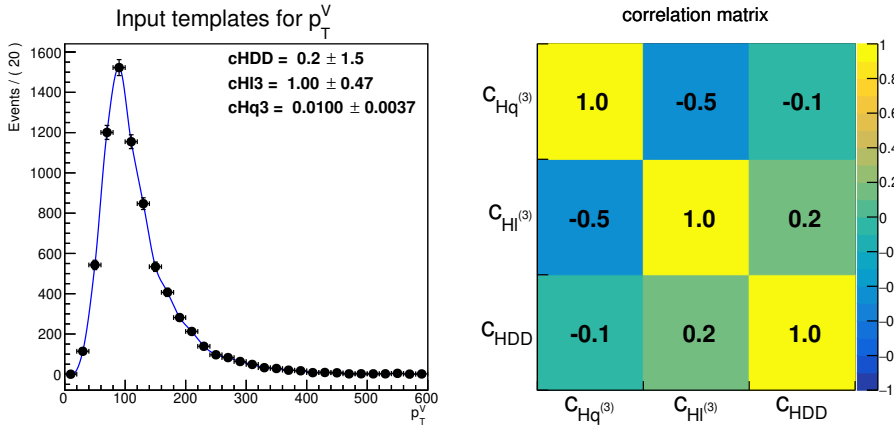 Input templates for p_T^V
cHDD = 0.2 ± 1.5
cHl3 = 1.00 ± 0.47
cHq3 = 0.0100 ± 0.0037
Events / ( 20 )
1600
1400
1200
1000
800
600
400
200
0
0 100 200 300 400 500 600
p_T^V
correlation matrix
C_Hq(3) 1.0 -0.5 -0.1
C_Hl(3) -0.5 1.0 0.2
C_HDD -0.1 0.2 1.0
C_Hq(3) C_Hl(3) C_HDD
1
0.8
0.6
0.4
0.2
0
−0
−0
−0
−0
−1